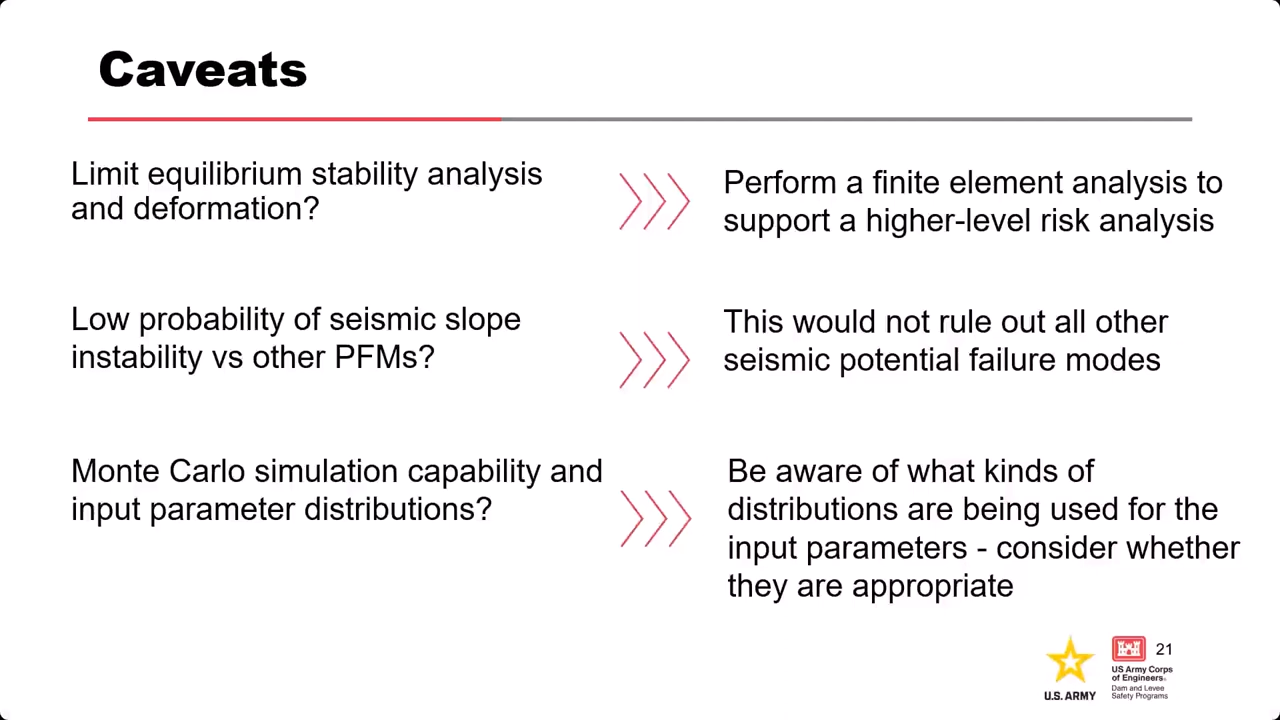 Caveats
Limit equilibrium stability analysis
and deformation?
Perform a finite element analysis to
support a higher-level risk analysis
Low probability of seismic slope
instability vs other PFMs?
This would not rule out all other
seismic potential failure modes
Monte Carlo simulation capability and
input parameter distributions?
Be aware of what kinds of
distributions are being used for the
input parameters - consider whether
they are appropriate
U.S. ARMY
US Army Corps
of Engineers®
Dam and Levee
Safety Programs
21